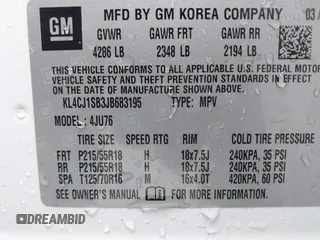 GM
MFD BY GM KOREA COMPANY 03/
GVWR GAWR FRT GAWR RR
4286 LB 2348 LB 2194 LB
THIS VEHICLE CONFORMS TO ALL APPLICABLE U.S. FEDERAL MOTOR
VEHICLE SAFETY, BUMPER, AND THEFT PREVENTION STANDARDS
IN EFFECT ON THE DATE OF MANUFACTURE SHOWN ABOVE.
KL4CJ1SB3JB683195 TYPE: MPV
MODEL: 4JU76
TIRE SIZE SPEED RTG RIM COLD TIRE PRESSURE
FRT P215/55R18 H 18x7.5J 240KPA, 35 PSI
RR P215/55R18 H 18x7.5J 240KPA, 35 PSI
SPA T125/70R16 M 16x4.0T 420KPA, 60 PSI
SEE OWNER'S MANUAL FOR ADDITIONAL INFORMATION.
DREAMBID